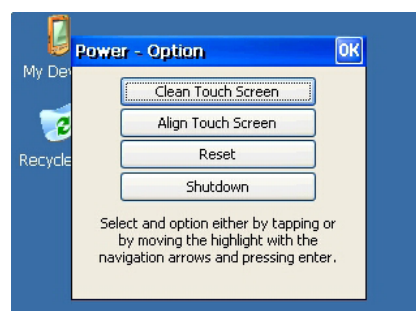 Power - Option
OK
My Dev
Clean Touch Screen
Align Touch Screen
Recycle
Reset
Shutdown
Select and option either by tapping or
by moving the highlight with the
navigation arrows and pressing enter.